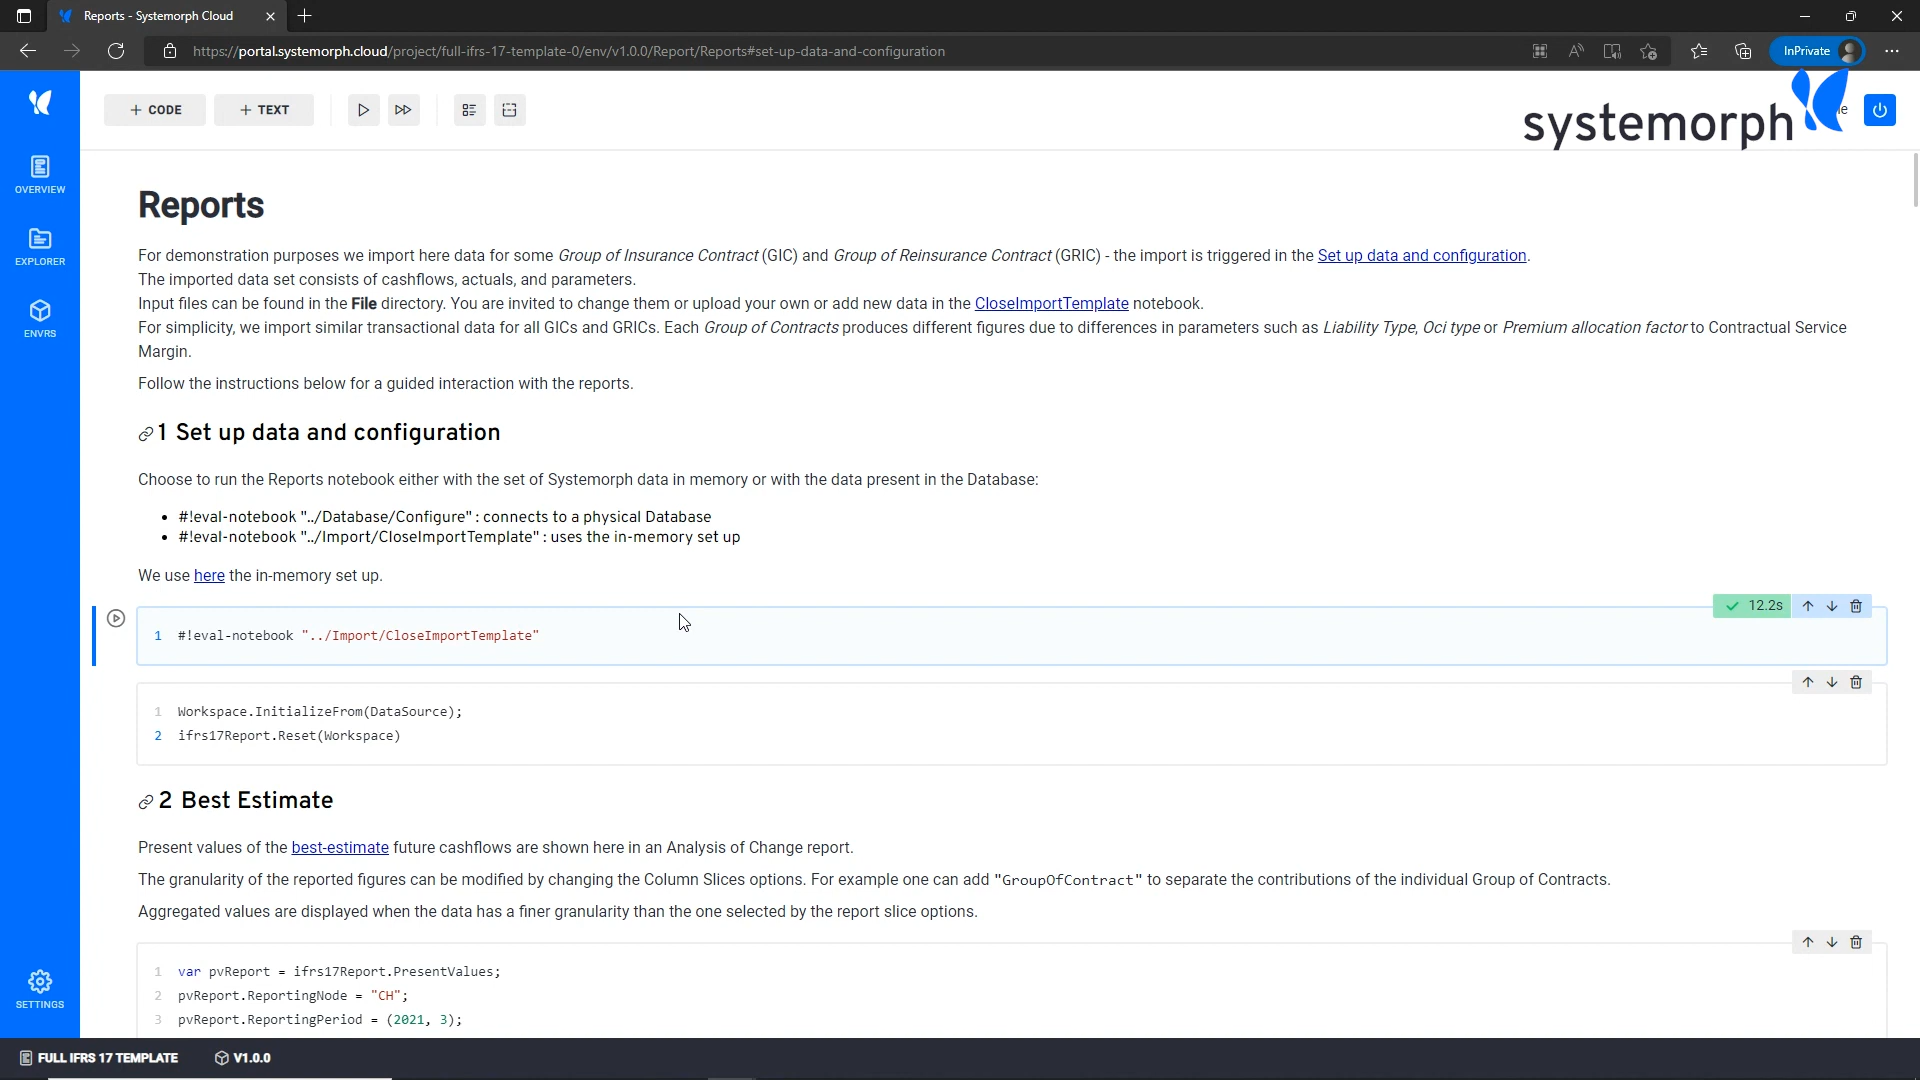 Reports - Systemorph Cloud
https://portal.systemorph.cloud/project/full-ifrs-17-template-0/env/v1.0.0/Report/Reports#set-up-data-and-configuration
InPrivate
+ CODE
+ TEXT
systemorph
OVERVIEW
EXPLORER
ENVRS
SETTINGS
Reports
For demonstration purposes we import here data for some Group of Insurance Contract (GIC) and Group of Reinsurance Contract (GRIC) - the import is triggered in the Set up data and configuration.
The imported data set consists of cashflows, actuals, and parameters.
Input files can be found in the File directory. You are invited to change them or upload your own or add new data in the CloseImportTemplate notebook.
For simplicity, we import similar transactional data for all GICs and GRICs. Each Group of Contracts produces different figures due to differences in parameters such as Liability Type, Oci type or Premium allocation factor to Contractual Service
Margin.
Follow the instructions below for a guided interaction with the reports.
1 Set up data and configuration
Choose to run the Reports notebook either with the set of Systemorph data in memory or with the data present in the Database:
• #!eval-notebook "../Database/Configure" : connects to a physical Database
• #!eval-notebook "../Import/CloseImportTemplate" : uses the in-memory set up
We use here the in-memory set up.
12.2s
1 #!eval-notebook "../Import/CloseImportTemplate"
1 Workspace.InitializeFrom(DataSource);
2 ifrs17Report.Reset(Workspace)
2 Best Estimate
Present values of the best-estimate future cashflows are shown here in an Analysis of Change report.
The granularity of the reported figures can be modified by changing the Column Slices options. For example one can add "GroupOfContract" to separate the contributions of the individual Group of Contracts.
Aggregated values are displayed when the data has a finer granularity than the one selected by the report slice options.
1 var pvReport = ifrs17Report.PresentValues;
2 pvReport.ReportingNode = "CH";
3 pvReport.ReportingPeriod = (2021, 3);
FULL IFRS 17 TEMPLATE
V1.0.0